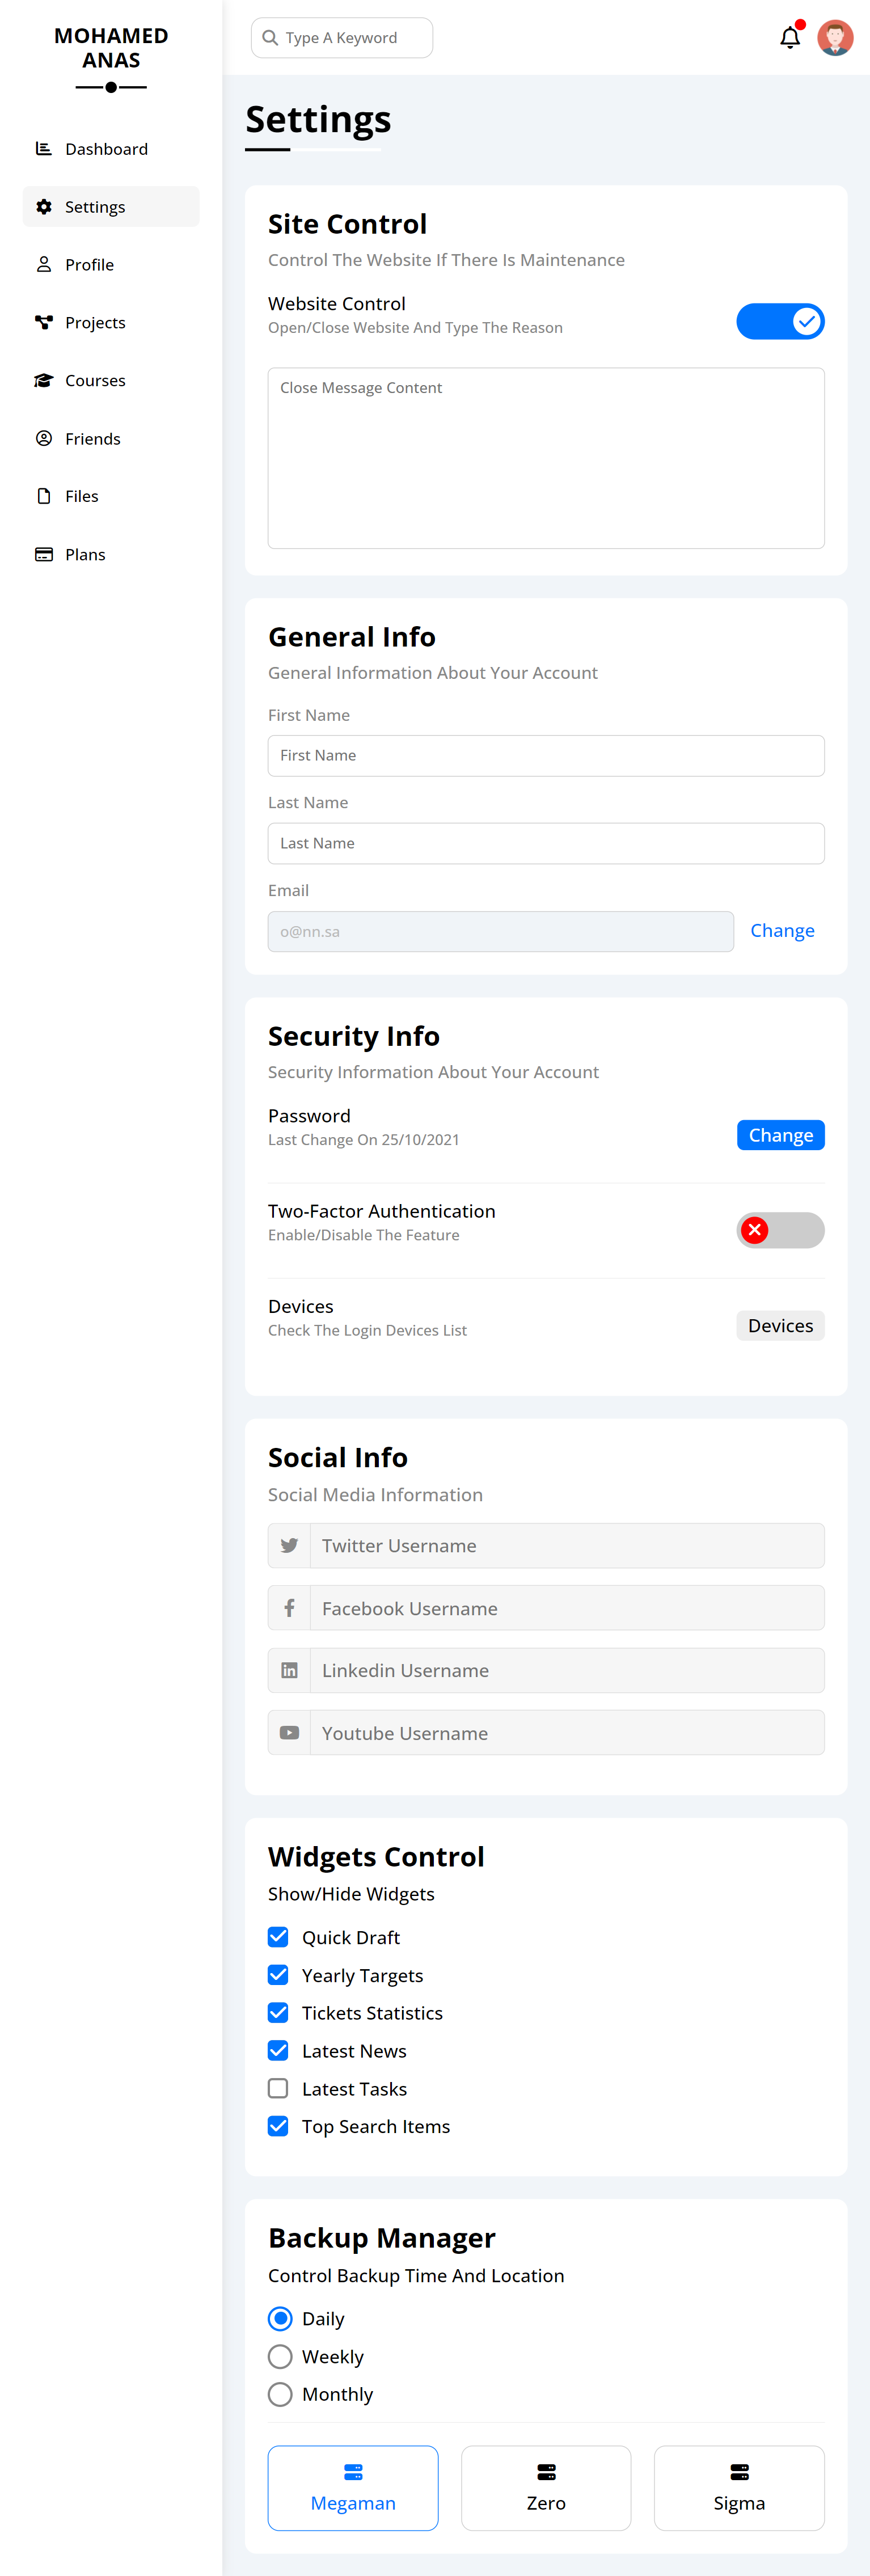 MOHAMED
ANAS
Dashboard
Settings
Profile
Projects
Courses
Friends
Files
Plans
Type A Keyword
Settings
Site Control
Control The Website If There Is Maintenance
Website Control
Open/Close Website And Type The Reason
Close Message Content
General Info
General Information About Your Account
First Name
First Name
Last Name
Last Name
Email
o@nn.sa
Change
Security Info
Security Information About Your Account
Password
Last Change On 25/10/2021
Change
Two-Factor Authentication
Enable/Disable The Feature
Devices
Check The Login Devices List
Devices
Social Info
Social Media Information
Twitter Username
Facebook Username
Linkedin Username
Youtube Username
Widgets Control
Show/Hide Widgets
Quick Draft
Yearly Targets
Tickets Statistics
Latest News
Latest Tasks
Top Search Items
Backup Manager
Control Backup Time And Location
Daily
Weekly
Monthly
Megaman
Zero
Sigma